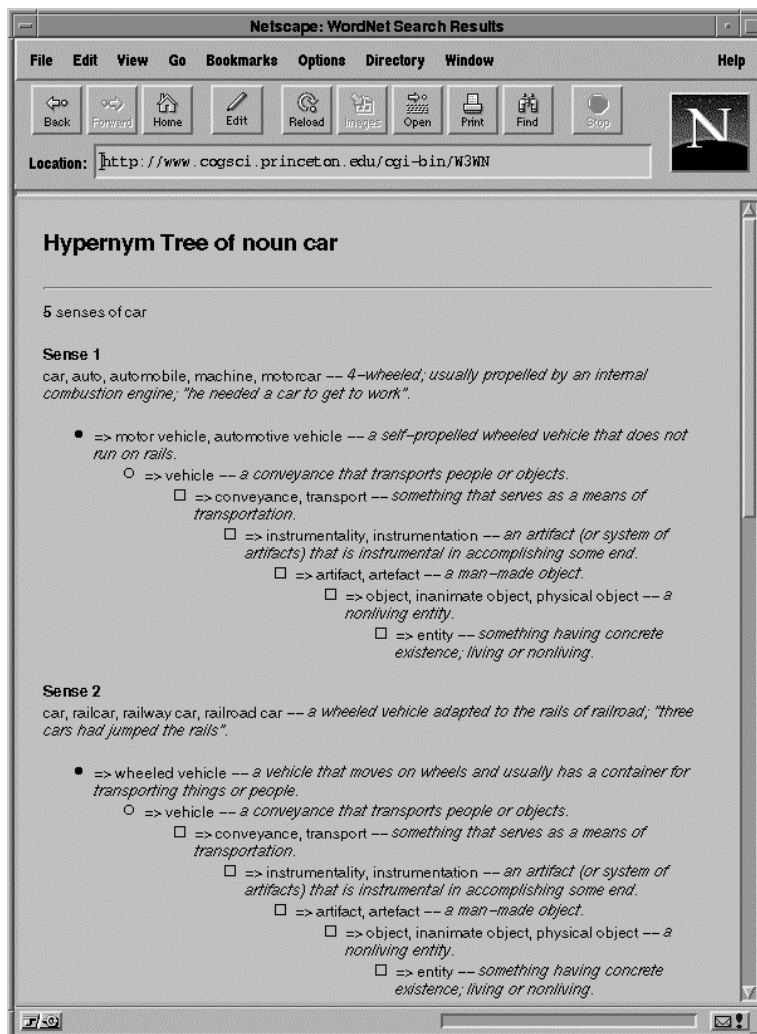 Netscape: WordNet Search Results
File Edit View Go Bookmarks Options Directory Window Help
Back Forward Home Edit Reload Images Open Print Find Stop
N
Location: http://www.cogsci.princeton.edu/cgi-bin/W3WN
Hypernym Tree of noun car
5 senses of car
Sense 1
car, auto, automobile, machine, motorcar -- 4-wheeled; usually propelled by an internal
combustion engine; "he needed a car to get to work".
=> motor vehicle, automotive vehicle -- a self-propelled wheeled vehicle that does not
run on rails.
=> vehicle -- a conveyance that transports people or objects.
=> conveyance, transport -- something that serves as a means of
transportation.
=> instrumentality, instrumentation -- an artifact (or system of
artifacts) that is instrumental in accomplishing some end.
=> artifact, artefact -- a man-made object.
=> object, inanimate object, physical object -- a
nonliving entity.
=> entity -- something having concrete
existence; living or nonliving.
Sense 2
car, railcar, railway car, railroad car -- a wheeled vehicle adapted to the rails of railroad; "three
cars had jumped the rails".
=> wheeled vehicle -- a vehicle that moves on wheels and usually has a container for
transporting things or people.
=> vehicle -- a conveyance that transports people or objects.
=> conveyance, transport -- something that serves as a means of
transportation.
=> instrumentality, instrumentation -- an artifact (or system of
artifacts) that is instrumental in accomplishing some end.
=> artifact, artefact -- a man-made object.
=> object, inanimate object, physical object -- a
nonliving entity.
=> entity -- something having concrete
existence; living or nonliving.